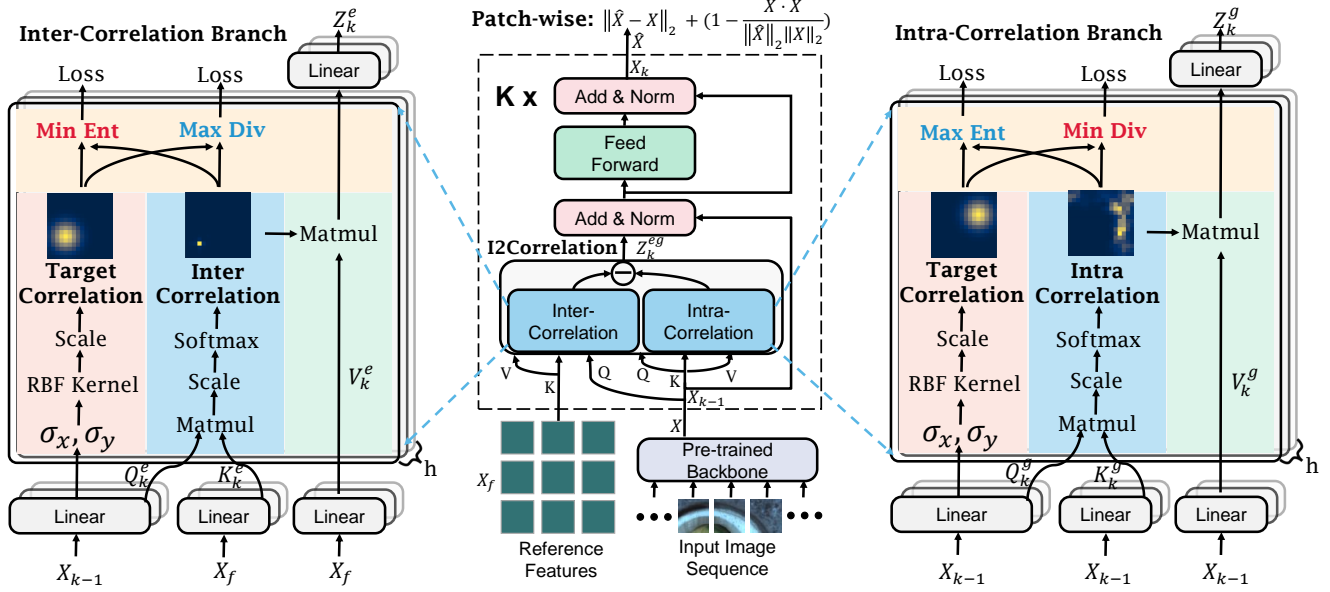 Inter-Correlation Branch
Z_k^e
Linear
Loss
Loss
Min Ent
Max Div
Matmul
Target
Correlation
Inter
Correlation
Scale
Softmax
RBF Kernel
Scale
V_k^e
σ_x, σ_y
Matmul
Q_k^e
K_k^e
h
Linear
Linear
Linear
X_{k-1}
X_f
X_f
Patch-wise: ‖X̂ − X‖_2 + (1 − X · X / ‖X̂‖_2‖X‖_2)
X̂
X_k
K x
Add & Norm
Feed
Forward
Add & Norm
I2Correlation
Z_k^{eg}
Inter-
Correlation
Intra-
Correlation
V
K
Q
Q
K
V
X_{k-1}
X
Pre-trained
Backbone
X_f
Reference
Features
Input Image
Sequence
Intra-Correlation Branch
Z_k^g
Linear
Loss
Loss
Max Ent
Min Div
Matmul
Target
Correlation
Intra
Correlation
Scale
Softmax
RBF Kernel
Scale
V_k^g
σ_x, σ_y
Matmul
Q_k^g
K_k^g
h
Linear
Linear
Linear
X_{k-1}
X_{k-1}
X_{k-1}